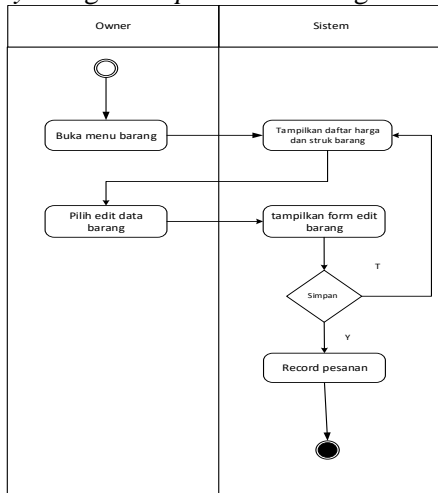 Owner
Sistem
Buka menu barang
Tampilkan daftar harga
dan struk barang
Pilih edit data
barang
tampilkan form edit
barang
T
Simpan
Y
Record pesanan